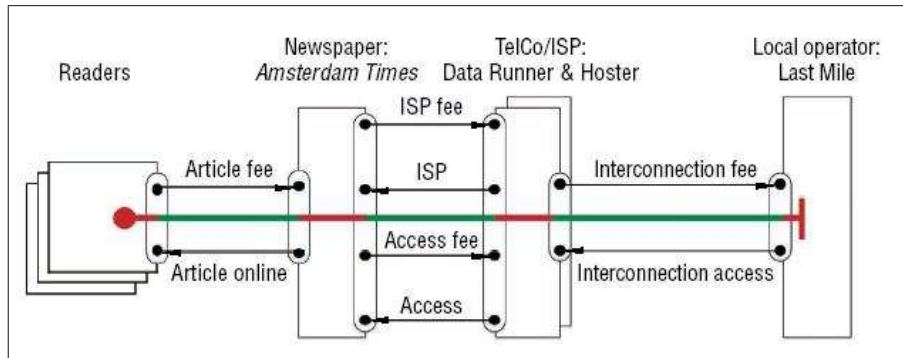 Readers
Newspaper:
Amsterdam Times
TelCo/ISP:
Data Runner & Hoster
Local operator:
Last Mile
ISP fee
Article fee
ISP
Interconnection fee
Access fee
Article online
Interconnection access
Access